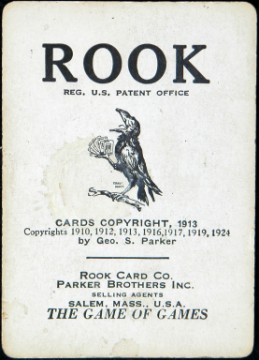 ROOK
REG. U.S. PATENT OFFICE
CARDS COPYRIGHT, 1913
Copyrights 1910, 1912, 1913, 1916, 1917, 1919, 1924
by Geo. S. Parker
ROOK CARD CO.
PARKER BROTHERS INC.
SELLING AGENTS
SALEM, MASS., U.S.A.
THE GAME OF GAMES